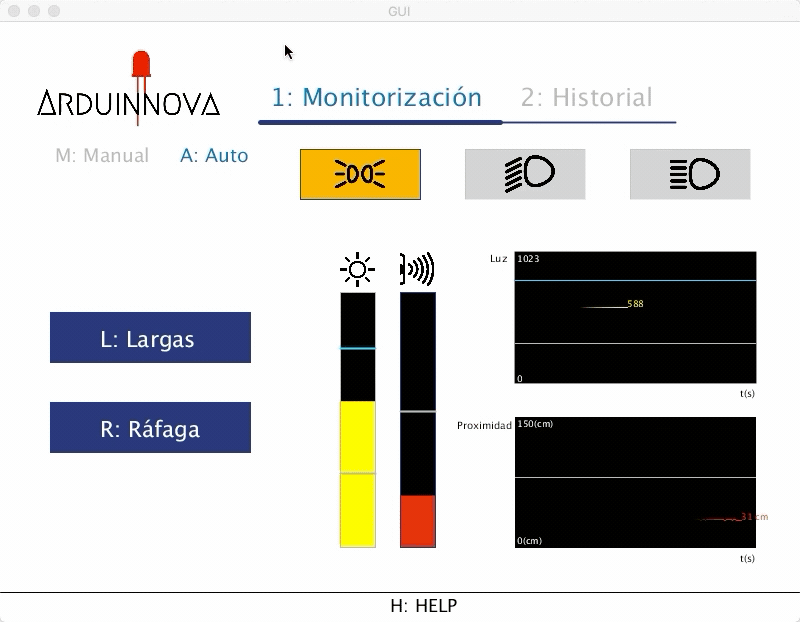 GUI
ARDUINNOVA
1: Monitorización 2: Historial
M: Manual A: Auto
Luz
1023
588
0
t(s)
L: Largas
R: Ráfaga
Proximidad
150(cm)
31 cm
0(cm)
t(s)
H: HELP